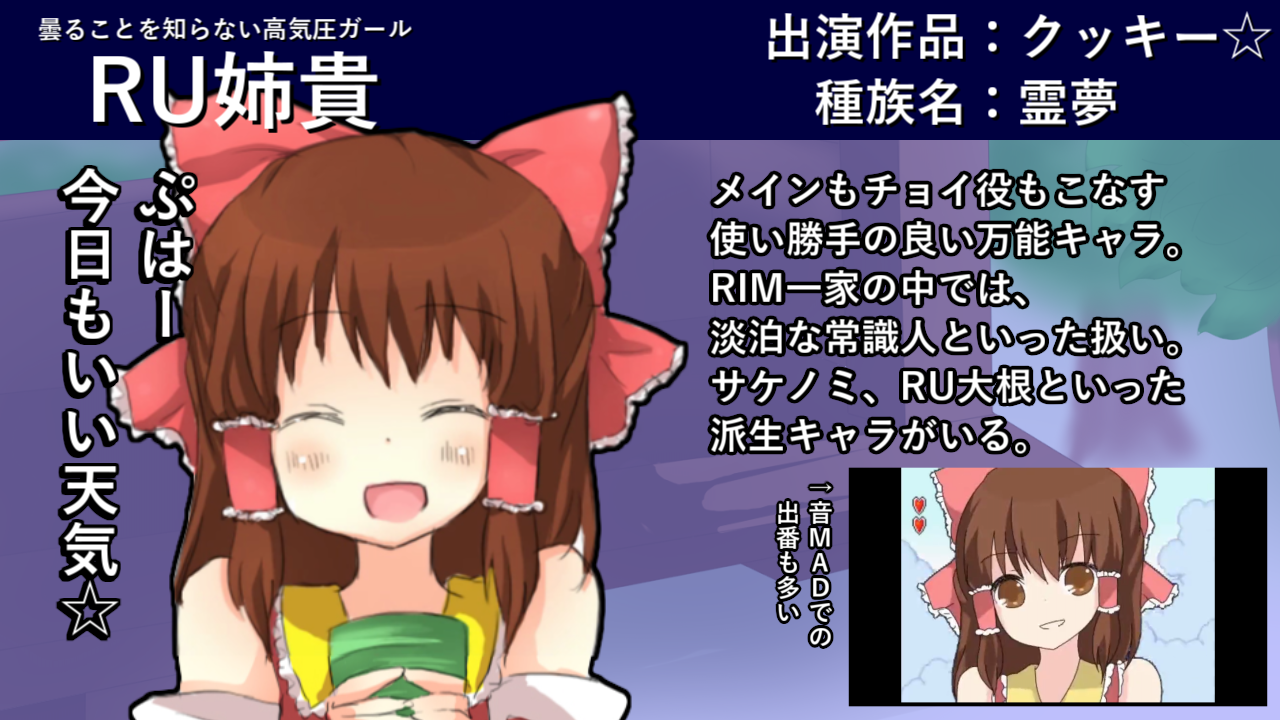 曇ることを知らない高気圧ガール
RU姉貴
出演作品：クッキー☆
種族名：霊夢
ぷはー
今日もいい天気☆
メインもチョイ役もこなす
使い勝手の良い万能キャラ。
RIM一家の中では、
淡泊な常識人といった扱い。
サケノミ、RU大根といった
派生キャラがいる。
→音MADでの
出番も多い